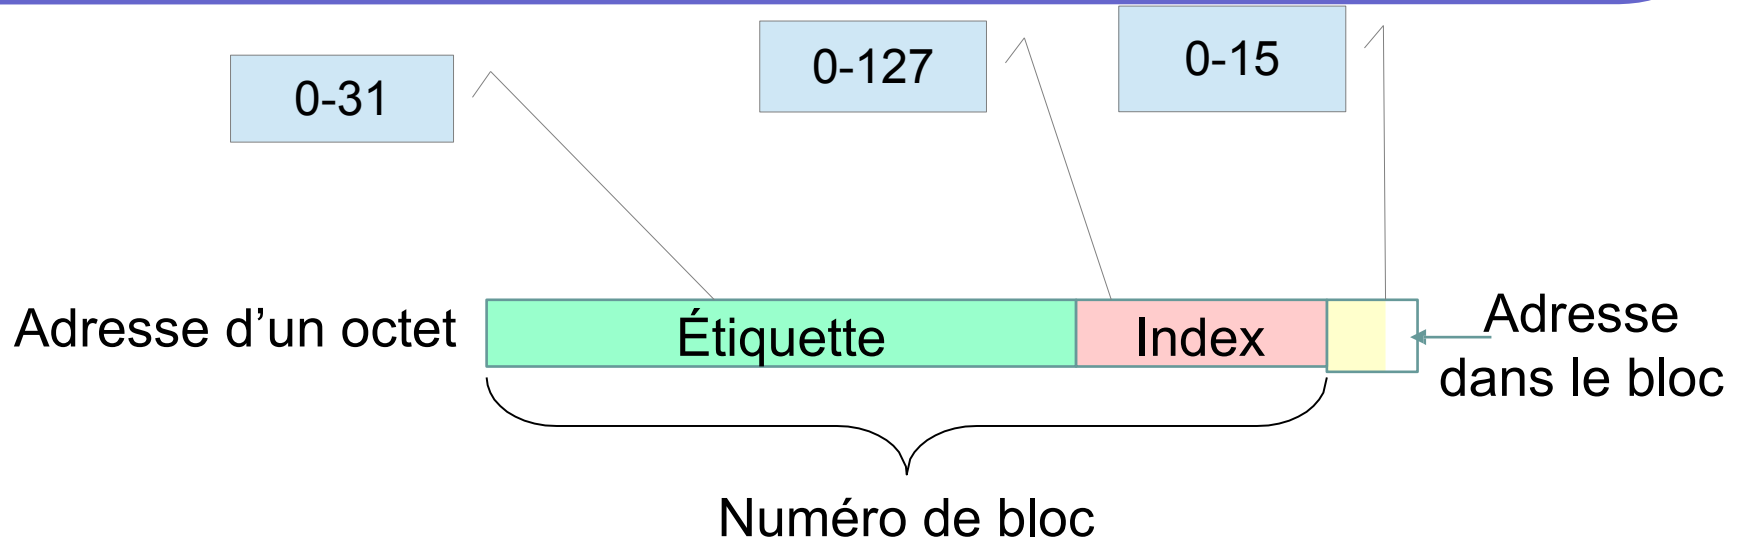 0-31
0-127
0-15
Adresse d’un octet
Étiquette
Index
Adresse
dans le bloc
Numéro de bloc